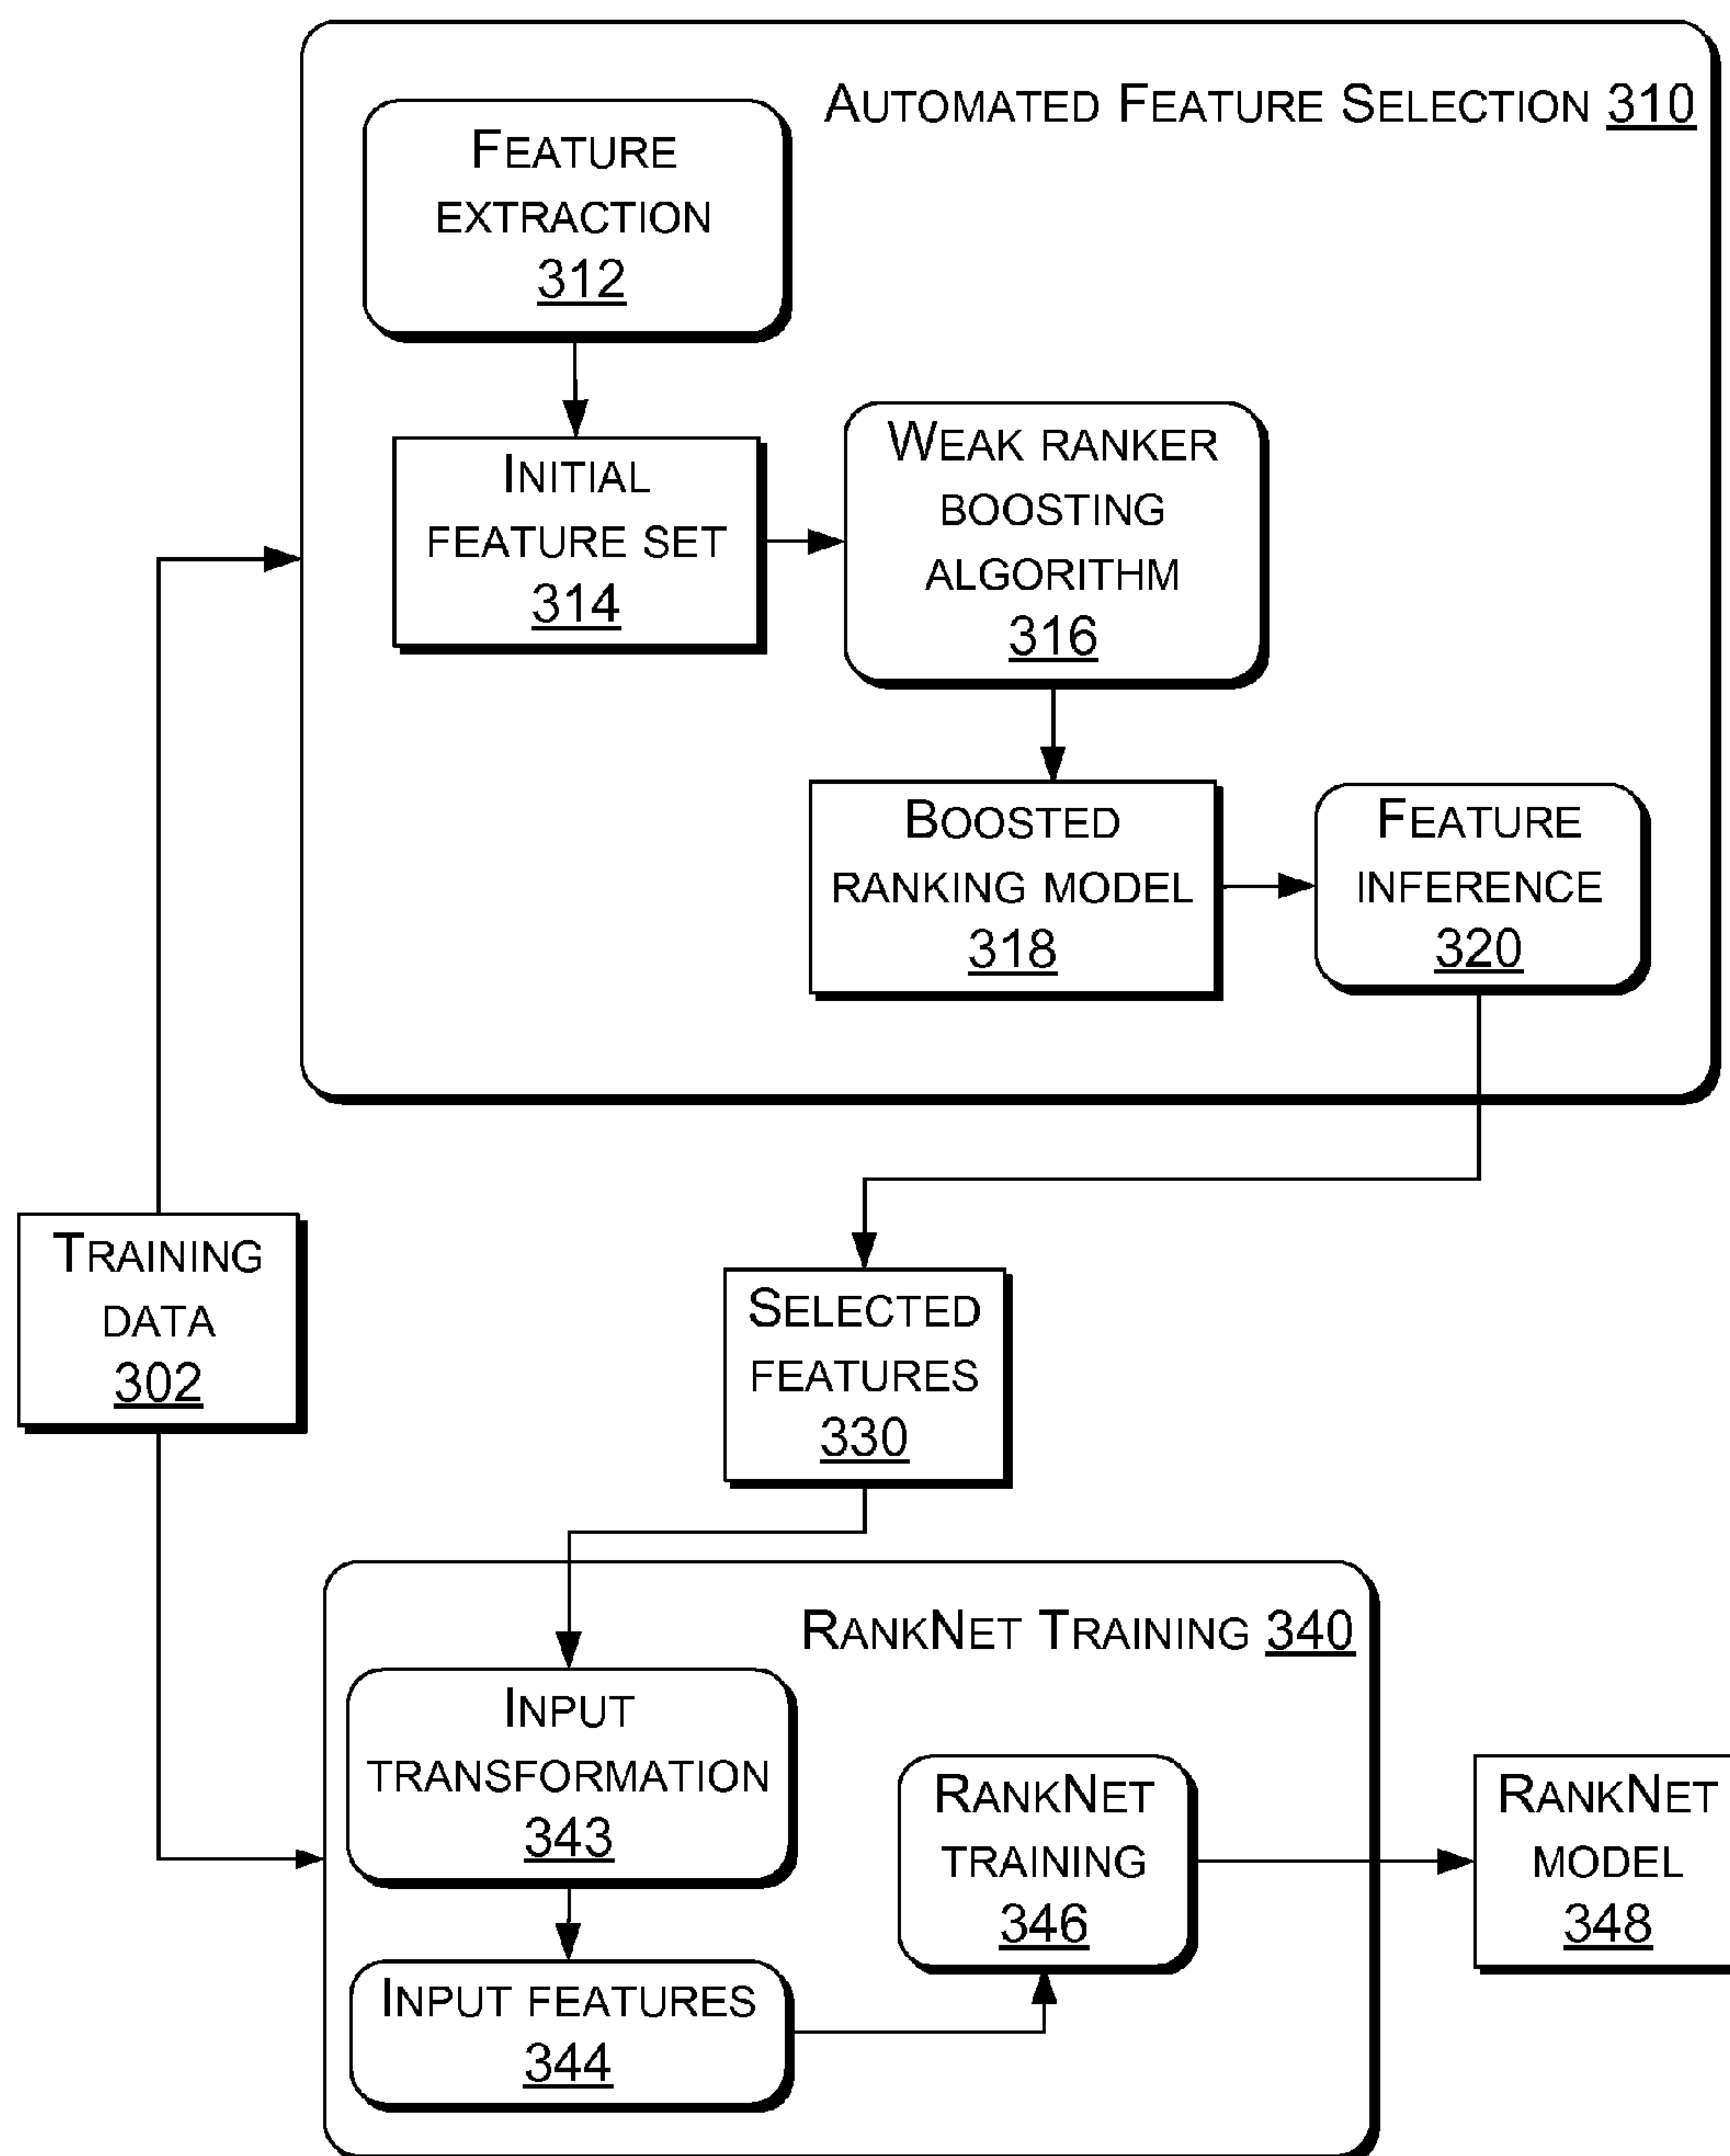 AUTOMATED FEATURE SELECTION 310
FEATURE
EXTRACTION
312
INITIAL
FEATURE SET
314
WEAK RANKER
BOOSTING
ALGORITHM
316
BOOSTED
RANKING MODEL
318
FEATURE
INFERENCE
320
TRAINING
DATA
302
SELECTED
FEATURES
330
RANKNET TRAINING 340
INPUT
TRANSFORMATION
343
INPUT FEATURES
344
RANKNET
TRAINING
346
RANKNET
MODEL
348